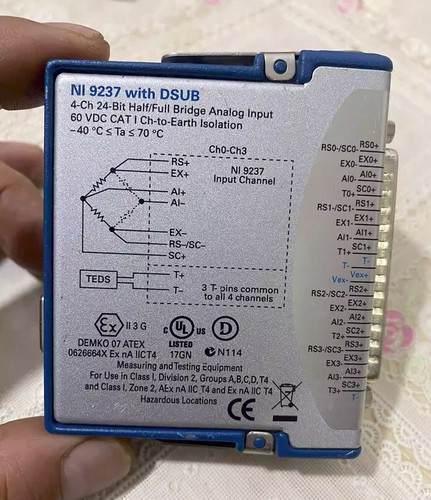 NI 9237 with DSUB
4-Ch 24-Bit Half/Full Bridge Analog Input
60 VDC CAT I Ch-to-Earth Isolation
−40 °C ≤ Ta ≤ 70 °C
Ch0-Ch3
NI 9237
Input Channel
RS+
EX+
AI+
AI−
EX−
RS−/SC−
SC+
TEDS
T+
T−
3 T- pins common
to all 4 channels
Ex II 3 G
DEMKO 07 ATEX
0626664X Ex nA IIC T4
C UL US
LISTED
17GN
D
N114
Measuring and Testing Equipment
For Use in Class I, Division 2, Groups A,B,C,D,T4
and Class I, Zone 2, AEx nA IIC T4 and Ex nA IIC T4
Hazardous Locations
CE
RS0-/SC0- RS0+
EX0- EX0+
AI0- AI0+
T0+ SC0+
RS1-/SC1- RS1+
EX1- EX1+
AI1- AI1+
T1+ SC1+
T- T-
Vex- Vex+
RS2-/SC2- RS2+
EX2- EX2+
AI2- AI2+
T2+ SC2+
RS3-/SC3- RS3+
EX3- EX3+
AI3- AI3+
T3+ SC3+
T-